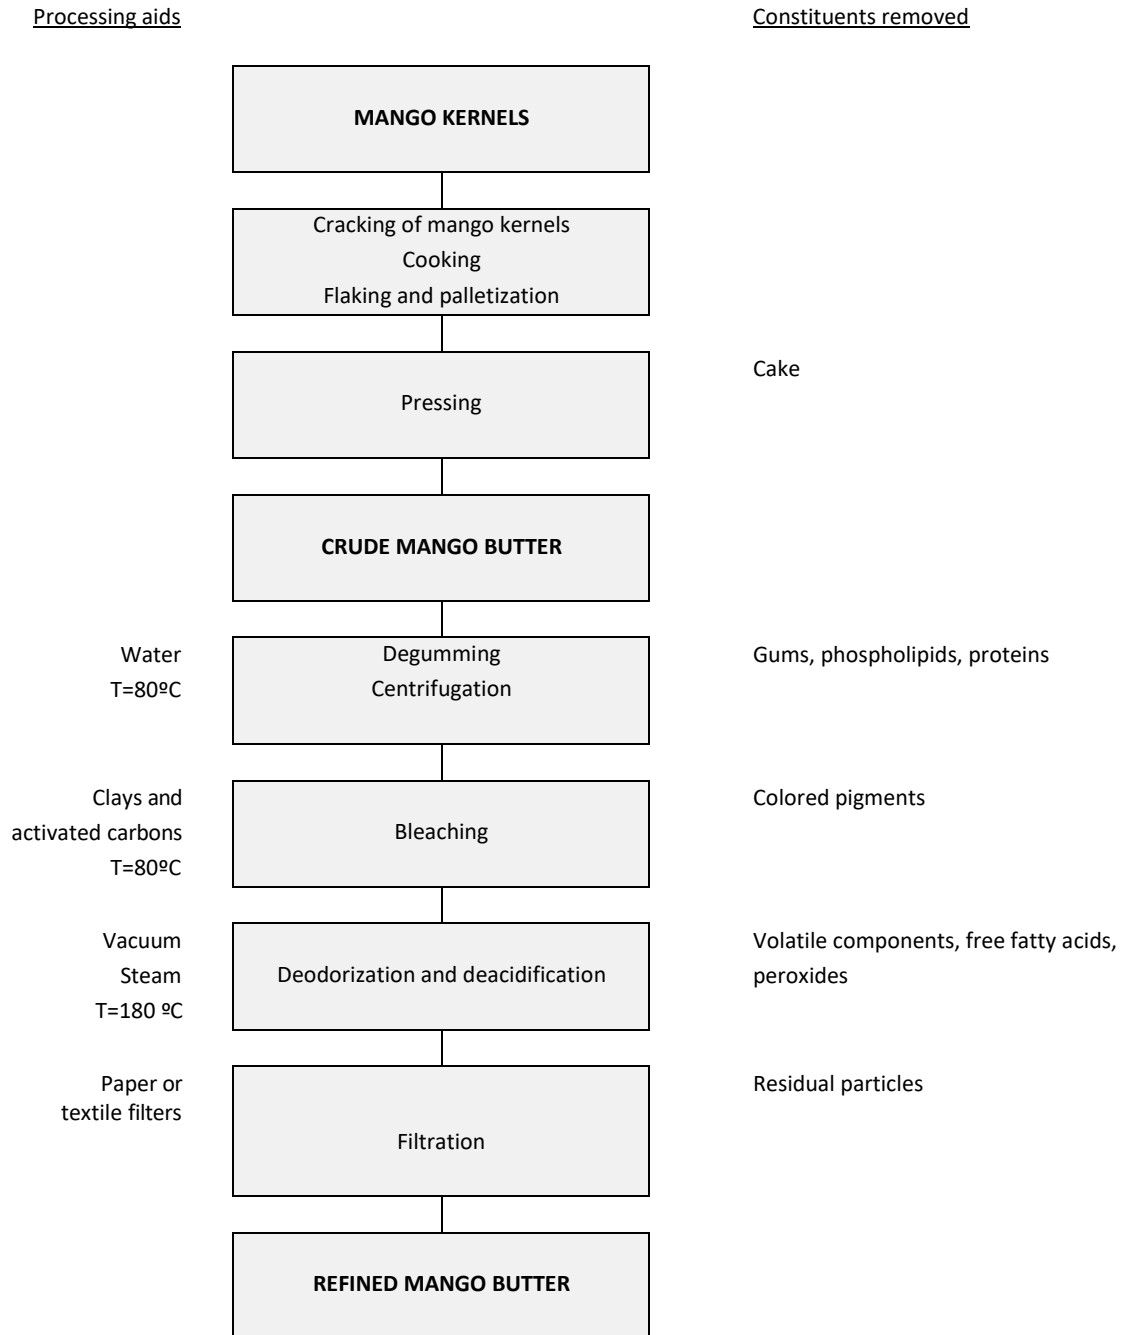 Processing aids
Constituents removed
MANGO KERNELS
Cracking of mango kernels
Cooking
Flaking and palletization
Pressing
Cake
CRUDE MANGO BUTTER
Water
T=80ºC
Degumming
Centrifugation
Gums, phospholipids, proteins
Clays and
activated carbons
T=80ºC
Bleaching
Colored pigments
Vacuum
Steam
T=180 ºC
Deodorization and deacidification
Volatile components, free fatty acids,
peroxides
Paper or
textile filters
Filtration
Residual particles
REFINED MANGO BUTTER